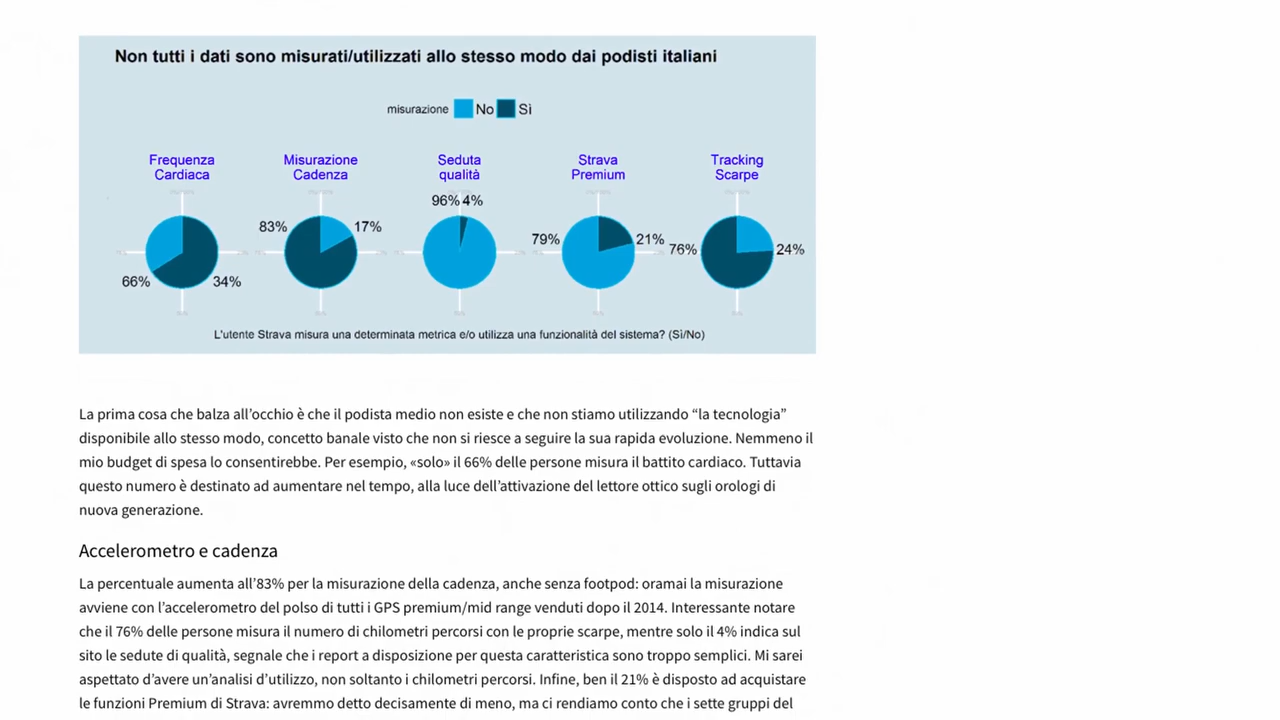 Non tutti i dati sono misurati/utilizzati allo stesso modo dai podisti italiani
misurazione No Sì
Frequenza
Cardiaca
Misurazione
Cadenza
Seduta
qualità
Strava
Premium
Tracking
Scarpe
66% 34%
83% 17%
96% 4%
79% 21%
76% 24%
L'utente Strava misura una determinata metrica e/o utilizza una funzionalità del sistema? (Sì/No)
La prima cosa che balza all’occhio è che il podista medio non esiste e che non stiamo utilizzando “la tecnologia”
disponibile allo stesso modo, concetto banale visto che non si riesce a seguire la sua rapida evoluzione. Nemmeno il
mio budget di spesa lo consentirebbe. Per esempio, «solo» il 66% delle persone misura il battito cardiaco. Tuttavia
questo numero è destinato ad aumentare nel tempo, alla luce dell’attivazione del lettore ottico sugli orologi di
nuova generazione.
Accelerometro e cadenza
La percentuale aumenta all’83% per la misurazione della cadenza, anche senza footpod: oramai la misurazione
avviene con l’accelerometro del polso di tutti i GPS premium/mid range venduti dopo il 2014. Interessante notare
che il 76% delle persone misura il numero di chilometri percorsi con le proprie scarpe, mentre solo il 4% indica sul
sito le sedute di qualità, segnale che i report a disposizione per questa caratteristica sono troppo semplici. Mi sarei
aspettato d’avere un’analisi d’utilizzo, non soltanto i chilometri percorsi. Infine, ben il 21% è disposto ad acquistare
le funzioni Premium di Strava: avremmo detto decisamente di meno, ma ci rendiamo conto che i sette gruppi del